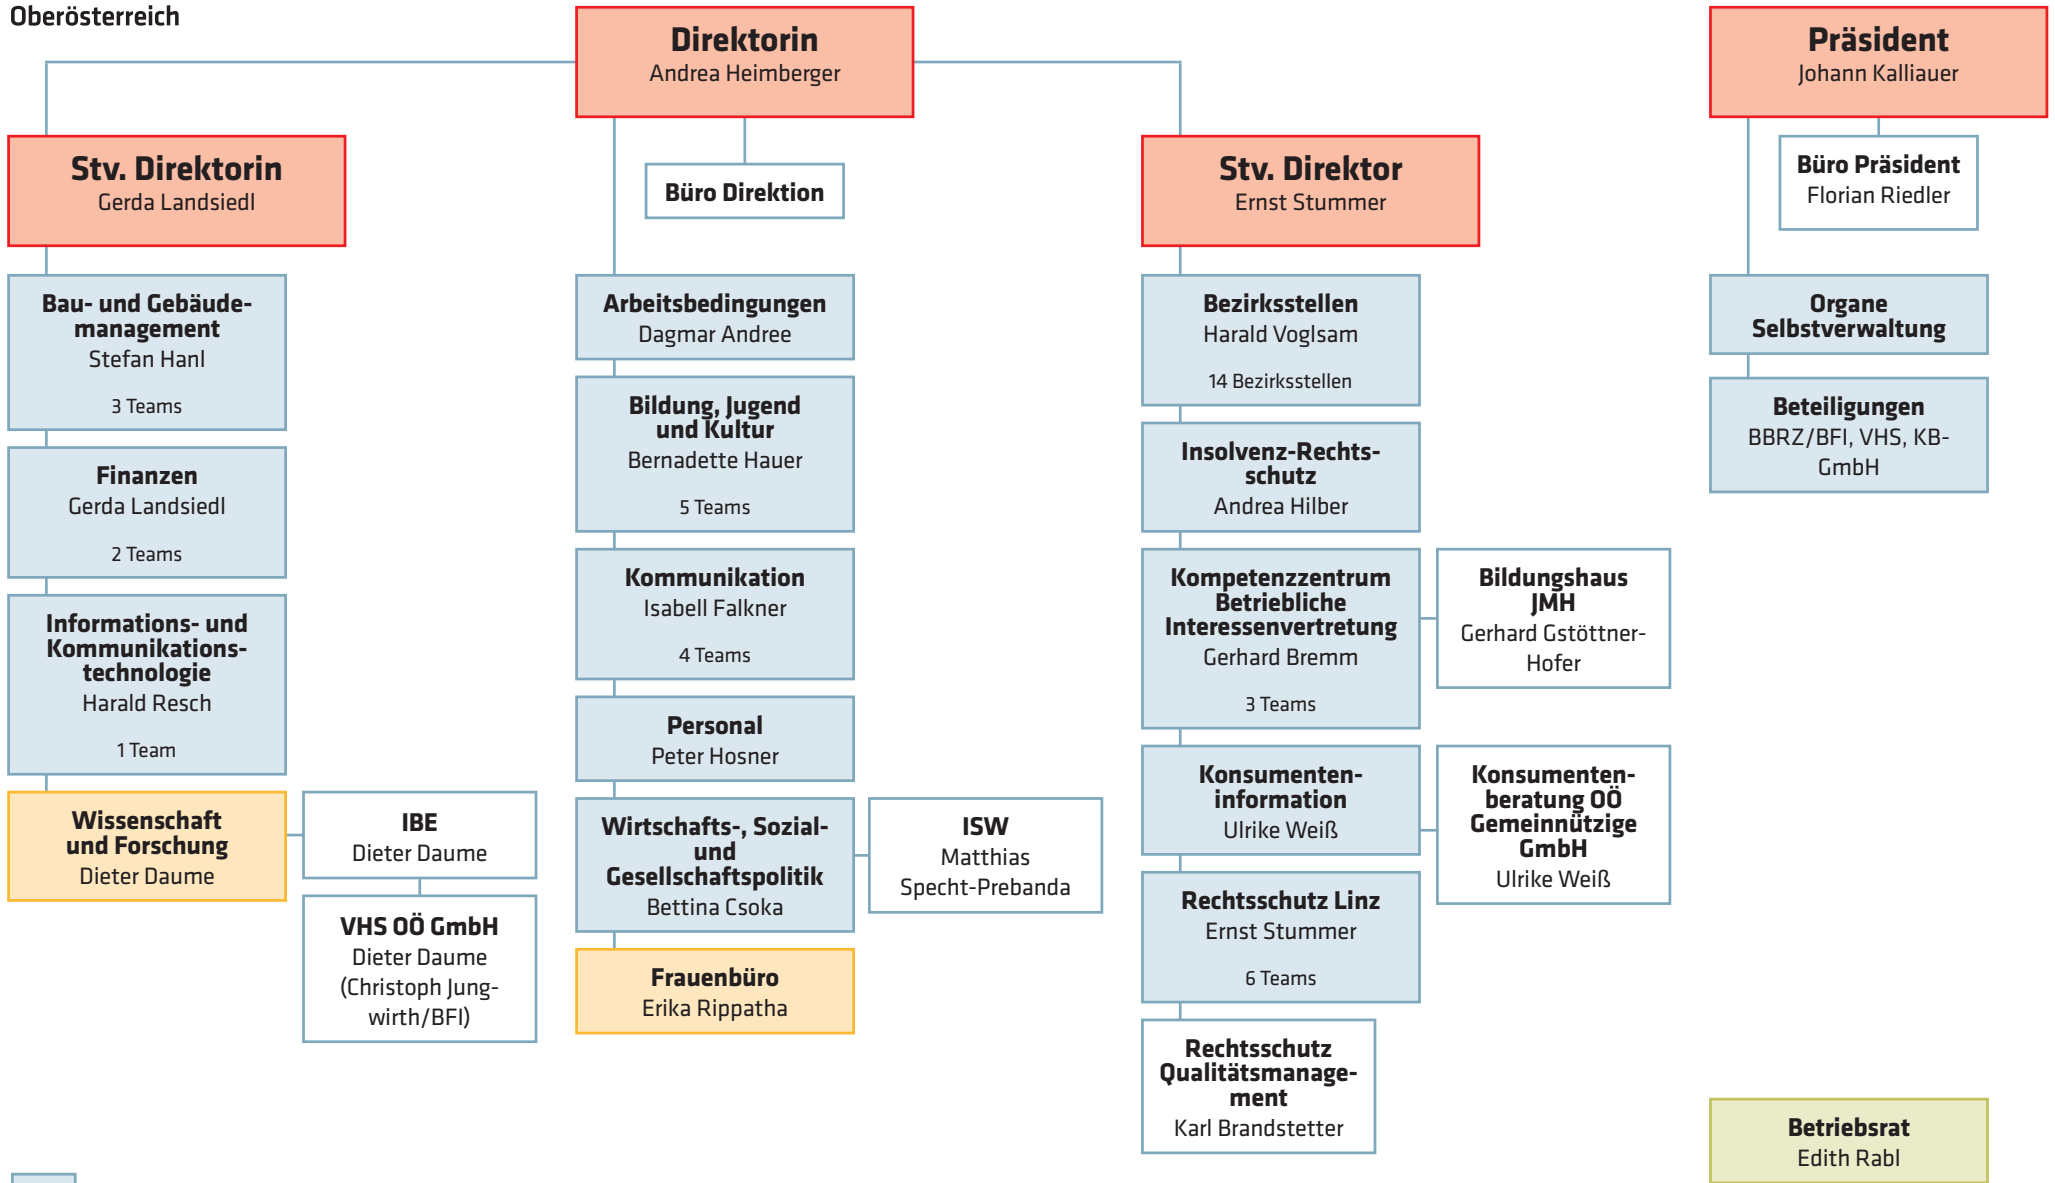 Oberösterreich
Direktorin
Andrea Heimberger
Präsident
Johann Kalliauer
Stv. Direktorin
Gerda Landsiedl
Büro Direktion
Stv. Direktor
Ernst Stummer
Büro Präsident
Florian Riedler
Bau- und Gebäude-
management
Stefan Hanl
3 Teams
Finanzen
Gerda Landsiedl
2 Teams
Informations- und
Kommunikations-
technologie
Harald Resch
1 Team
Wissenschaft
und Forschung
Dieter Daume
IBE
Dieter Daume
VHS OÖ GmbH
Dieter Daume
(Christoph Jung-
wirth/BFI)
Arbeitsbedingungen
Dagmar Andree
Bildung, Jugend
und Kultur
Bernadette Hauer
5 Teams
Kommunikation
Isabell Falkner
4 Teams
Personal
Peter Hosner
Wirtschafts-, Sozial-
und
Gesellschaftspolitik
Bettina Csoka
ISW
Matthias
Specht-Prebanda
Frauenbüro
Erika Rippatha
Bezirksstellen
Harald Voglsam
14 Bezirksstellen
Insolvenz-Rechts-
schutz
Andrea Hilber
Kompetenzzentrum
Betriebliche
Interessenvertretung
Gerhard Bremm
3 Teams
Bildungshaus
JMH
Gerhard Gstöttner-
Hofer
Konsumenten-
information
Ulrike Weiß
Konsumenten-
beratung OÖ
Gemeinnützige
GmbH
Ulrike Weiß
Rechtsschutz Linz
Ernst Stummer
6 Teams
Rechtsschutz
Qualitätsmanage-
ment
Karl Brandstetter
Organe
Selbstverwaltung
Beteiligungen
BBRZ/BFI, VHS, KB-
GmbH
Betriebsrat
Edith Rabl